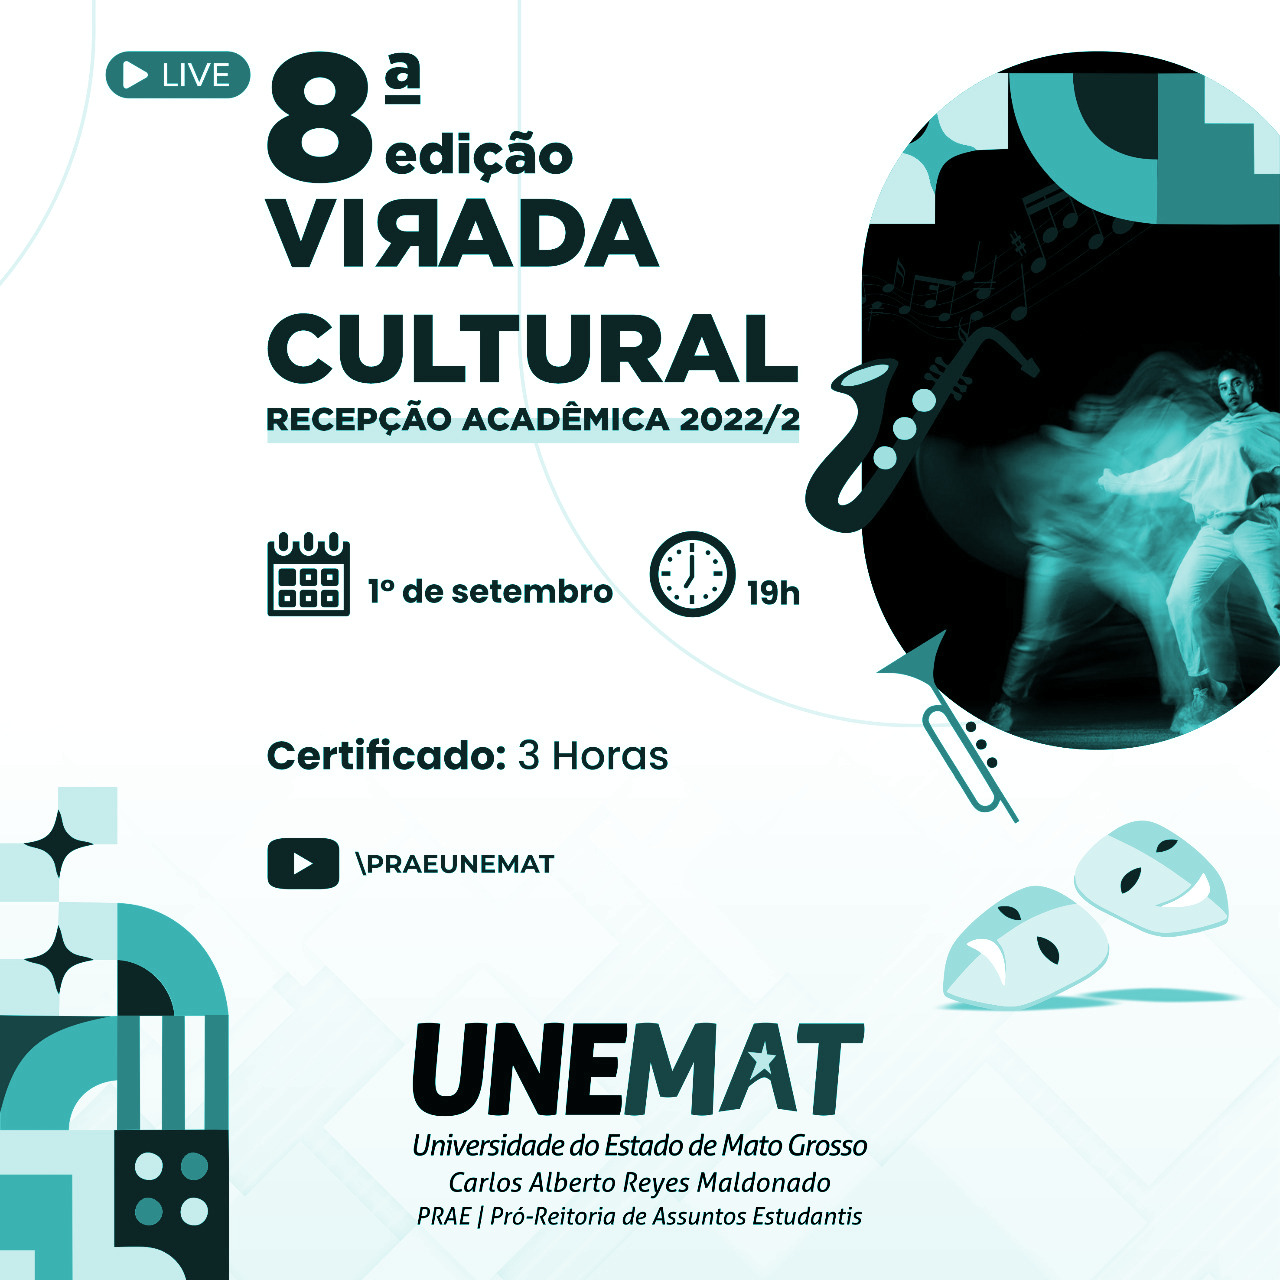 LIVE
8ª
edição
VIRADA
CULTURAL
RECEPÇÃO ACADÊMICA 2022/2
1º de setembro
19h
Certificado: 3 Horas
\PRAEUNEMAT
UNEMAT
Universidade do Estado de Mato Grosso
Carlos Alberto Reyes Maldonado
PRAE | Pró-Reitoria de Assuntos Estudantis